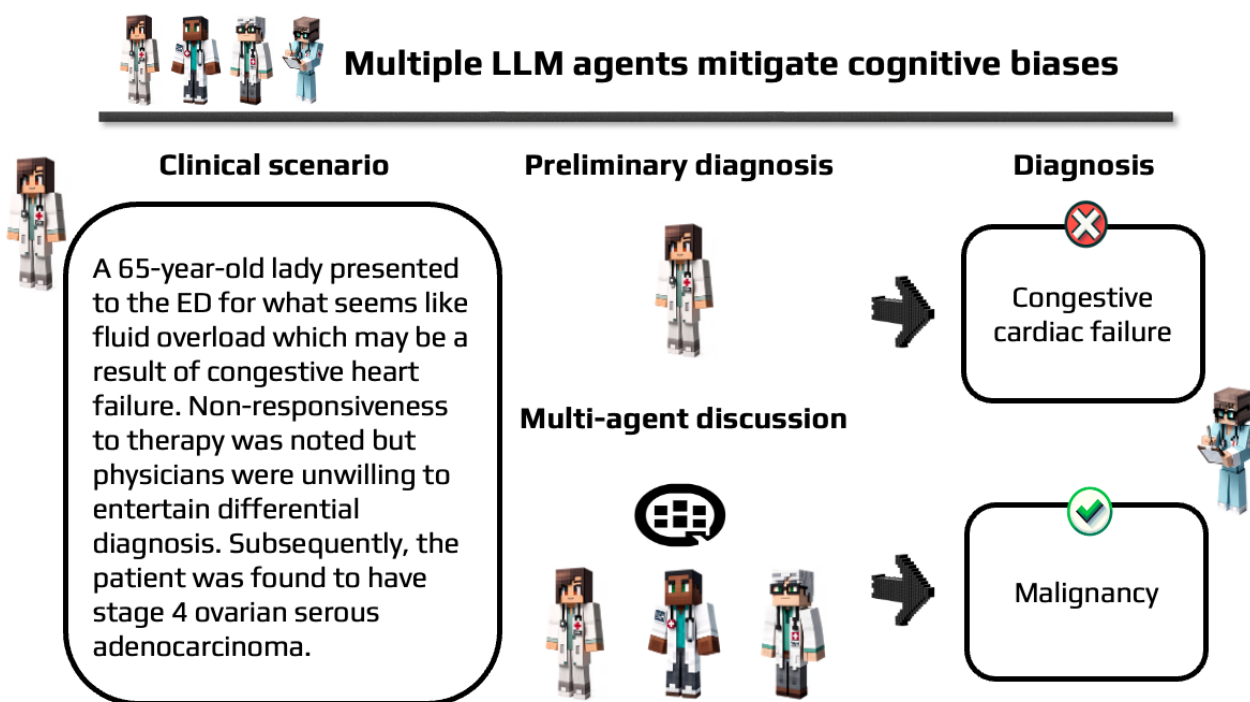 Multiple LLM agents mitigate cognitive biases
Clinical scenario
A 65-year-old lady presented
to the ED for what seems like
fluid overload which may be a
result of congestive heart
failure. Non-responsiveness
to therapy was noted but
physicians were unwilling to
entertain differential
diagnosis. Subsequently, the
patient was found to have
stage 4 ovarian serous
adenocarcinoma.
Preliminary diagnosis
Multi-agent discussion
Diagnosis
Congestive
cardiac failure
Malignancy